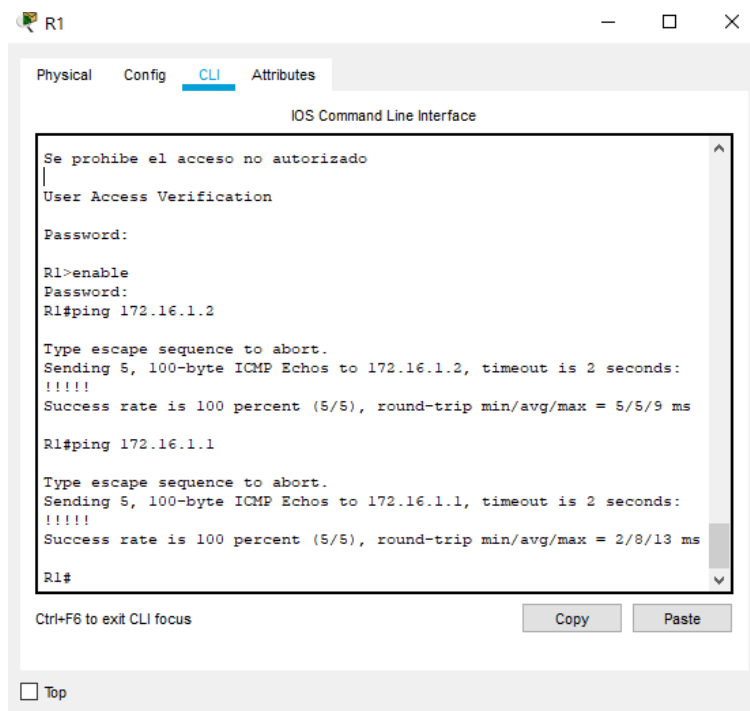 R1
Physical Config CLI Attributes
IOS Command Line Interface
Se prohibe el acceso no autorizado
User Access Verification
Password:
R1>enable
Password:
R1#ping 172.16.1.2
Type escape sequence to abort.
Sending 5, 100-byte ICMP Echos to 172.16.1.2, timeout is 2 seconds:
!!!!!
Success rate is 100 percent (5/5), round-trip min/avg/max = 5/5/9 ms
R1#ping 172.16.1.1
Type escape sequence to abort.
Sending 5, 100-byte ICMP Echos to 172.16.1.1, timeout is 2 seconds:
!!!!!
Success rate is 100 percent (5/5), round-trip min/avg/max = 2/8/13 ms
R1#
Ctrl+F6 to exit CLI focus
Copy Paste
Top